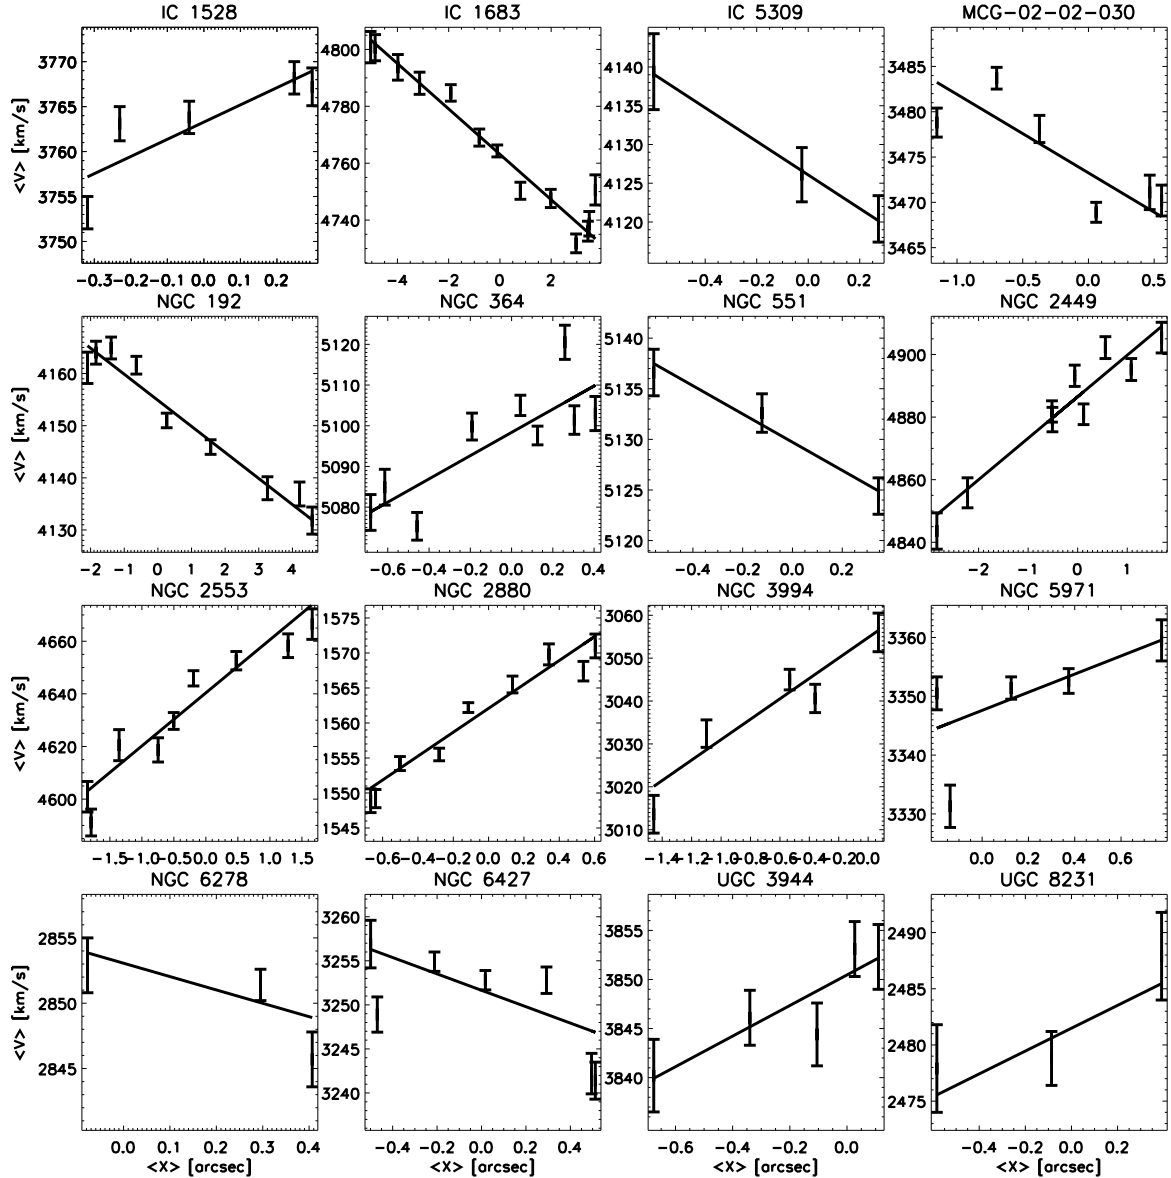 IC 1528 IC 1683 IC 5309 MCG-02-02-030
<V> [km/s]
3770 3765 3760 3755 3750
4800 4780 4760 4740
4140 4135 4130 4125 4120
3485 3480 3475 3470 3465
-0.3 -0.2 -0.1 0.0 0.1 0.2 -4 -2 0 2 -0.4 -0.2 0.0 0.2 -1.0 -0.5 0.0 0.5
NGC 192 NGC 364 NGC 551 NGC 2449
<V> [km/s]
4160 4150 4140 4130
5120 5110 5100 5090 5080
5140 5135 5130 5125 5120
4900 4880 4860 4840
-2 -1 0 1 2 3 4 -0.6 -0.4 -0.2 0.0 0.2 0.4 -0.4 -0.2 0.0 0.2 -2 -1 0 1
NGC 2553 NGC 2880 NGC 3994 NGC 5971
<V> [km/s]
4660 4640 4620 4600
1575 1570 1565 1560 1555 1550 1545
3060 3050 3040 3030 3020 3010
3360 3350 3340 3330
-1.5 -1.0 -0.5 0.0 0.5 1.0 1.5 -0.6 -0.4 -0.2 0.0 0.2 0.4 0.6 -1.4 -1.2 -1.0 -0.8 -0.6 -0.4 -0.2 0.0 0.0 0.2 0.4 0.6
NGC 6278 NGC 6427 UGC 3944 UGC 8231
<V> [km/s]
2855 2850 2845
3260 3255 3250 3245 3240
3855 3850 3845 3840
2490 2485 2480 2475
0.0 0.1 0.2 0.3 0.4 -0.4 -0.2 0.0 0.2 0.4 -0.6 -0.4 -0.2 0.0 -0.4 -0.2 0.0 0.2
<X> [arcsec] <X> [arcsec] <X> [arcsec] <X> [arcsec]